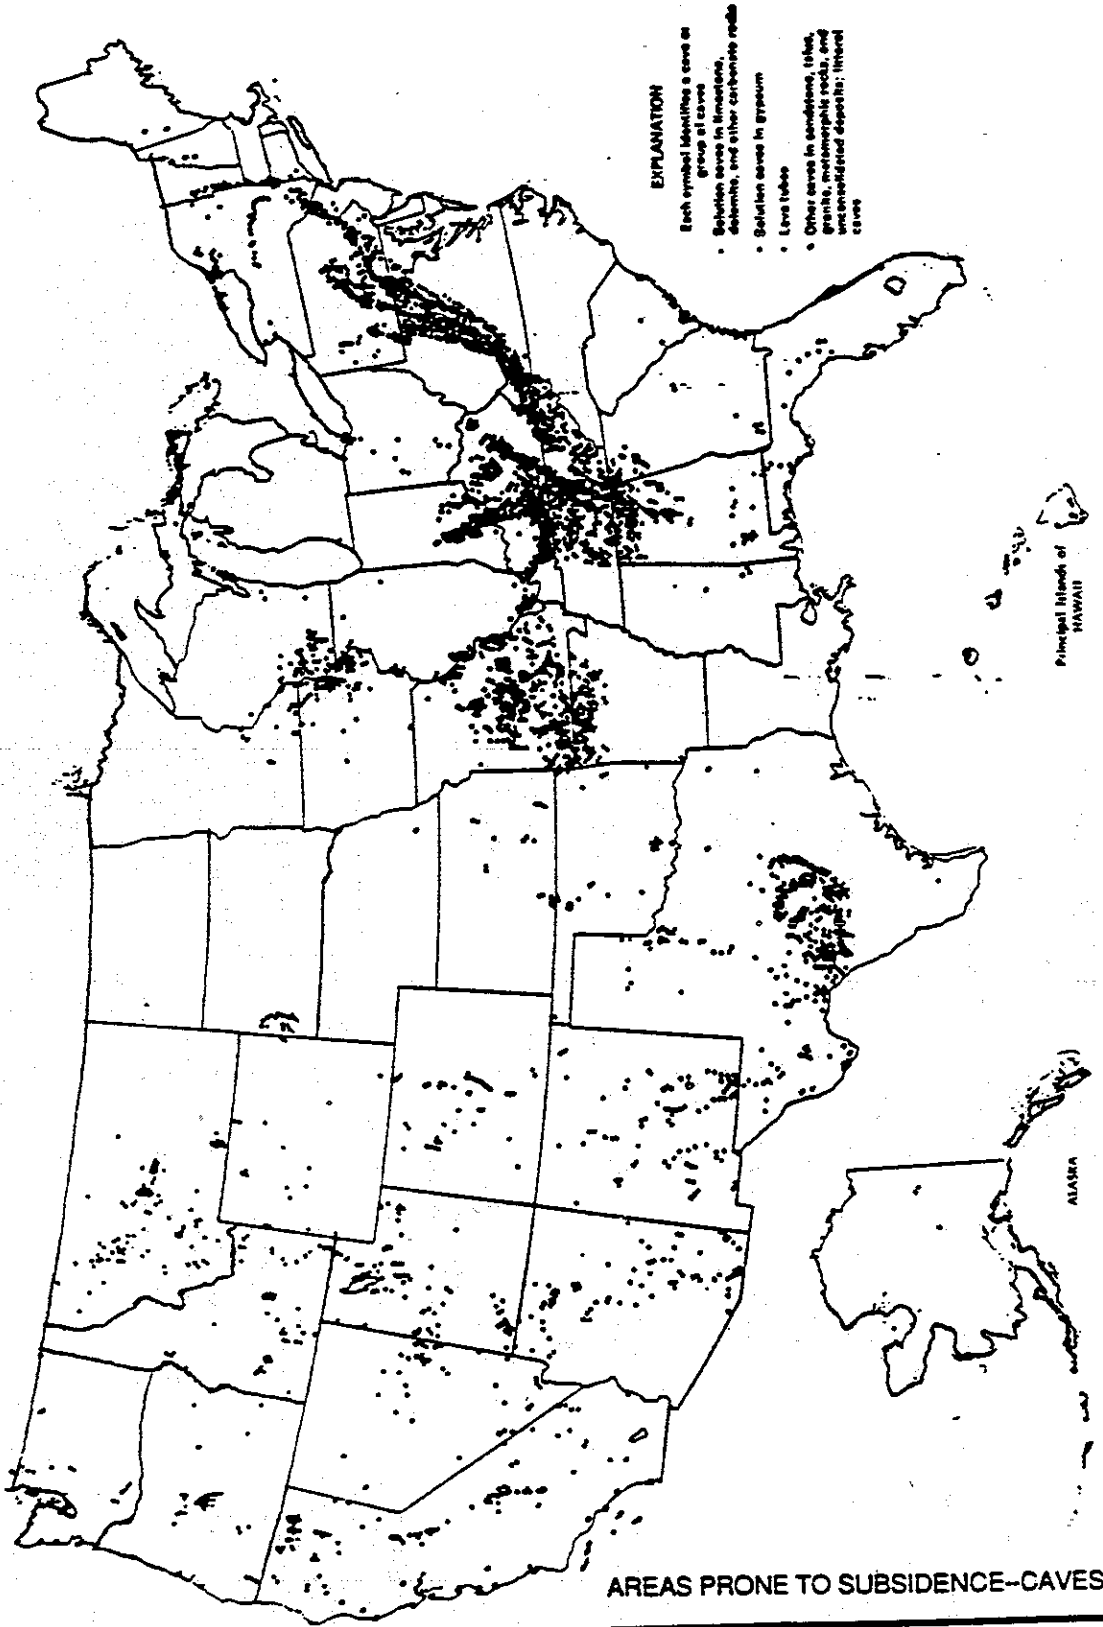 EXPLANATION
Each symbol identifies a cave or
group of caves
• Solution caves in limestone,
dolomite, and other carbonate rocks
• Solution caves in gypsum
• Lava tubes
• Other caves in sandstone, talus,
granite, metamorphic rocks, and
unconsolidated deposits; littoral
caves
Principal Islands of
HAWAII
ALASKA
AREAS PRONE TO SUBSIDENCE–CAVES